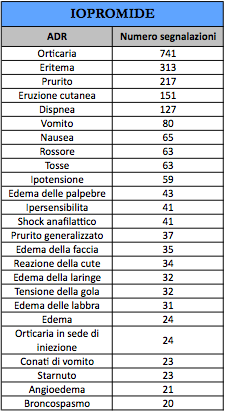 IOPROMIDE
ADR Numero segnalazioni
Orticaria 741
Eritema 313
Prurito 217
Eruzione cutanea 151
Dispnea 127
Vomito 80
Nausea 65
Rossore 63
Tosse 63
Ipotensione 59
Edema delle palpebre 43
Ipersensibilita 41
Shock anafilattico 41
Prurito generalizzato 37
Edema della faccia 35
Reazione della cute 34
Edema della laringe 32
Tensione della gola 32
Edema delle labbra 31
Edema 24
Orticaria in sede di
iniezione 24
Conati di vomito 23
Starnuto 23
Angioedema 21
Broncospasmo 20